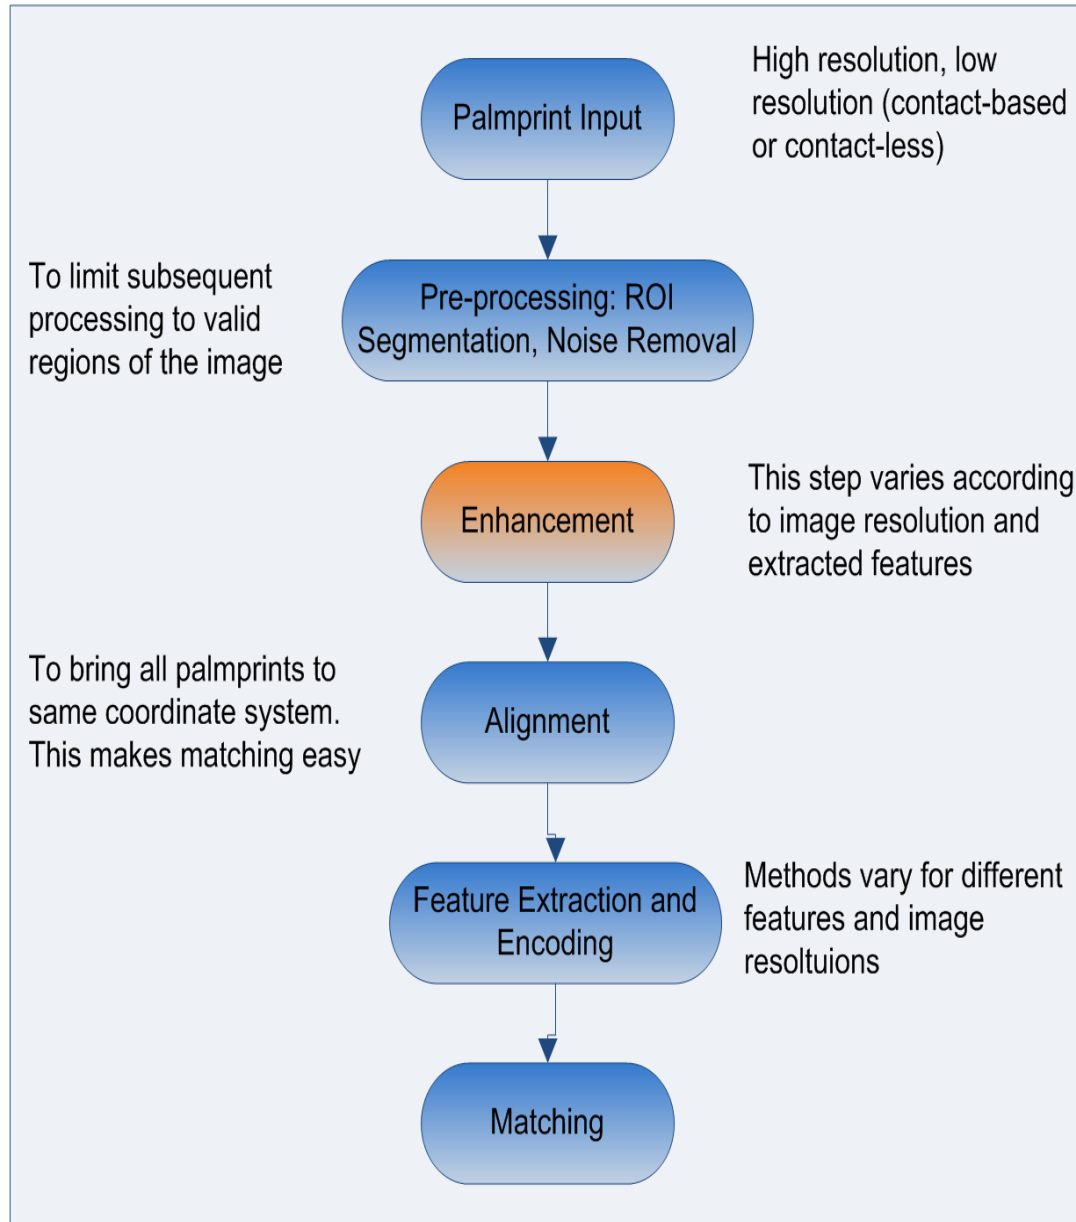 Palmprint Input
High resolution, low
resolution (contact-based
or contact-less)
To limit subsequent
processing to valid
regions of the image
Pre-processing: ROI
Segmentation, Noise Removal
Enhancement
This step varies according
to image resolution and
extracted features
To bring all palmprints to
same coordinate system.
This makes matching easy
Alignment
Feature Extraction and
Encoding
Methods vary for different
features and image
resoltuions
Matching